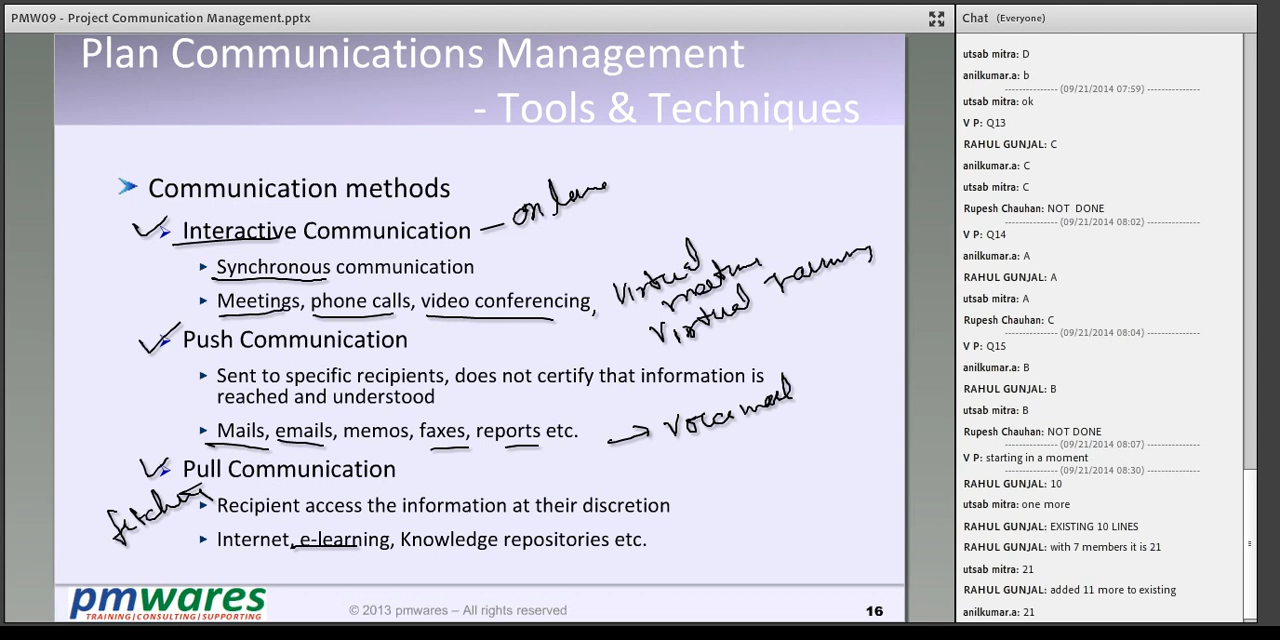 PMW09 - Project Communication Management.pptx
Plan Communications Management
- Tools & Techniques
Communication methods
Interactive Communication
Synchronous communication
Meetings, phone calls, video conferencing,
Virtual
Virtual
Push Communication
Sent to specific recipients, does not certify that information is
reached and understood
Mails, emails, memos, faxes, reports etc.
voicemail
Pull Communication
Recipient access the information at their discretion
Internet, e-learning, Knowledge repositories etc.
pmwares
TRAINING|CONSULTING|SUPPORTING
© 2013 pmwares – All rights reserved
16
Chat (Everyone)
utsab mitra: D
anilkumar.a: b
--------------- (09/21/2014 07:59) ---------------
utsab mitra: ok
V P: Q13
RAHUL GUNJAL: C
anilkumar.a: C
utsab mitra: C
Rupesh Chauhan: NOT DONE
--------------- (09/21/2014 08:02) ---------------
V P: Q14
anilkumar.a: A
RAHUL GUNJAL: A
utsab mitra: A
Rupesh Chauhan: C
--------------- (09/21/2014 08:04) ---------------
V P: Q15
anilkumar.a: B
RAHUL GUNJAL: B
utsab mitra: B
Rupesh Chauhan: NOT DONE
--------------- (09/21/2014 08:07) ---------------
V P: starting in a moment
--------------- (09/21/2014 08:30) ---------------
RAHUL GUNJAL: 10
utsab mitra: one more
RAHUL GUNJAL: EXISTING 10 LINES
RAHUL GUNJAL: with 7 members it is 21
utsab mitra: 21
RAHUL GUNJAL: added 11 more to existing
anilkumar.a: 21